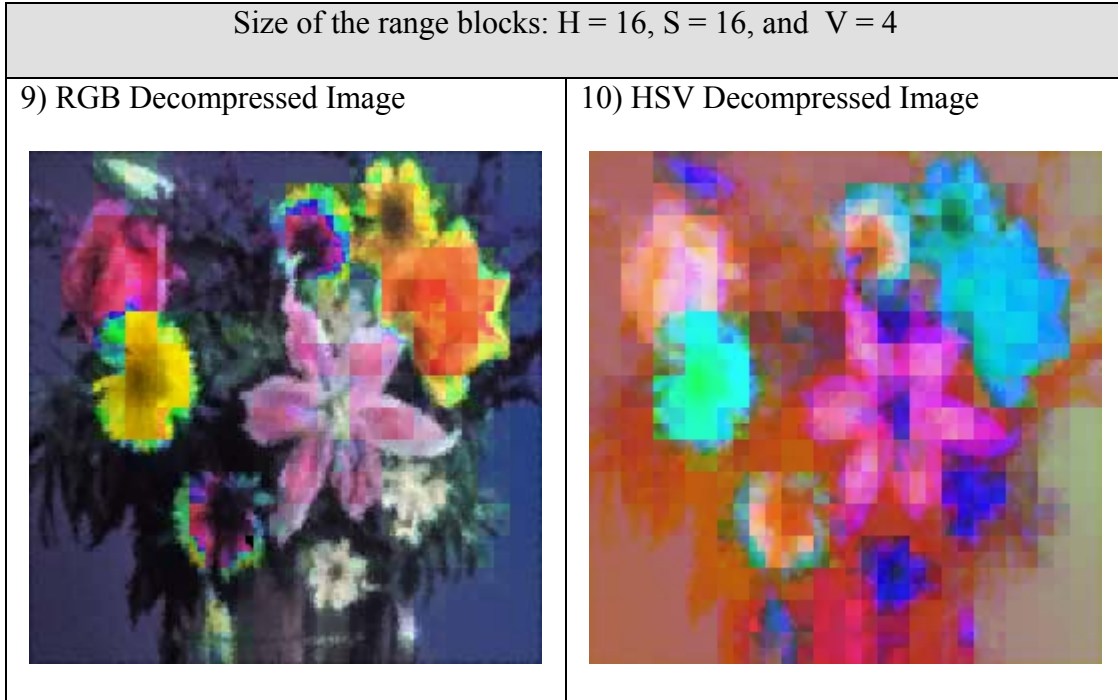 Size of the range blocks: H = 16, S = 16, and V = 4
9) RGB Decompressed Image
10) HSV Decompressed Image